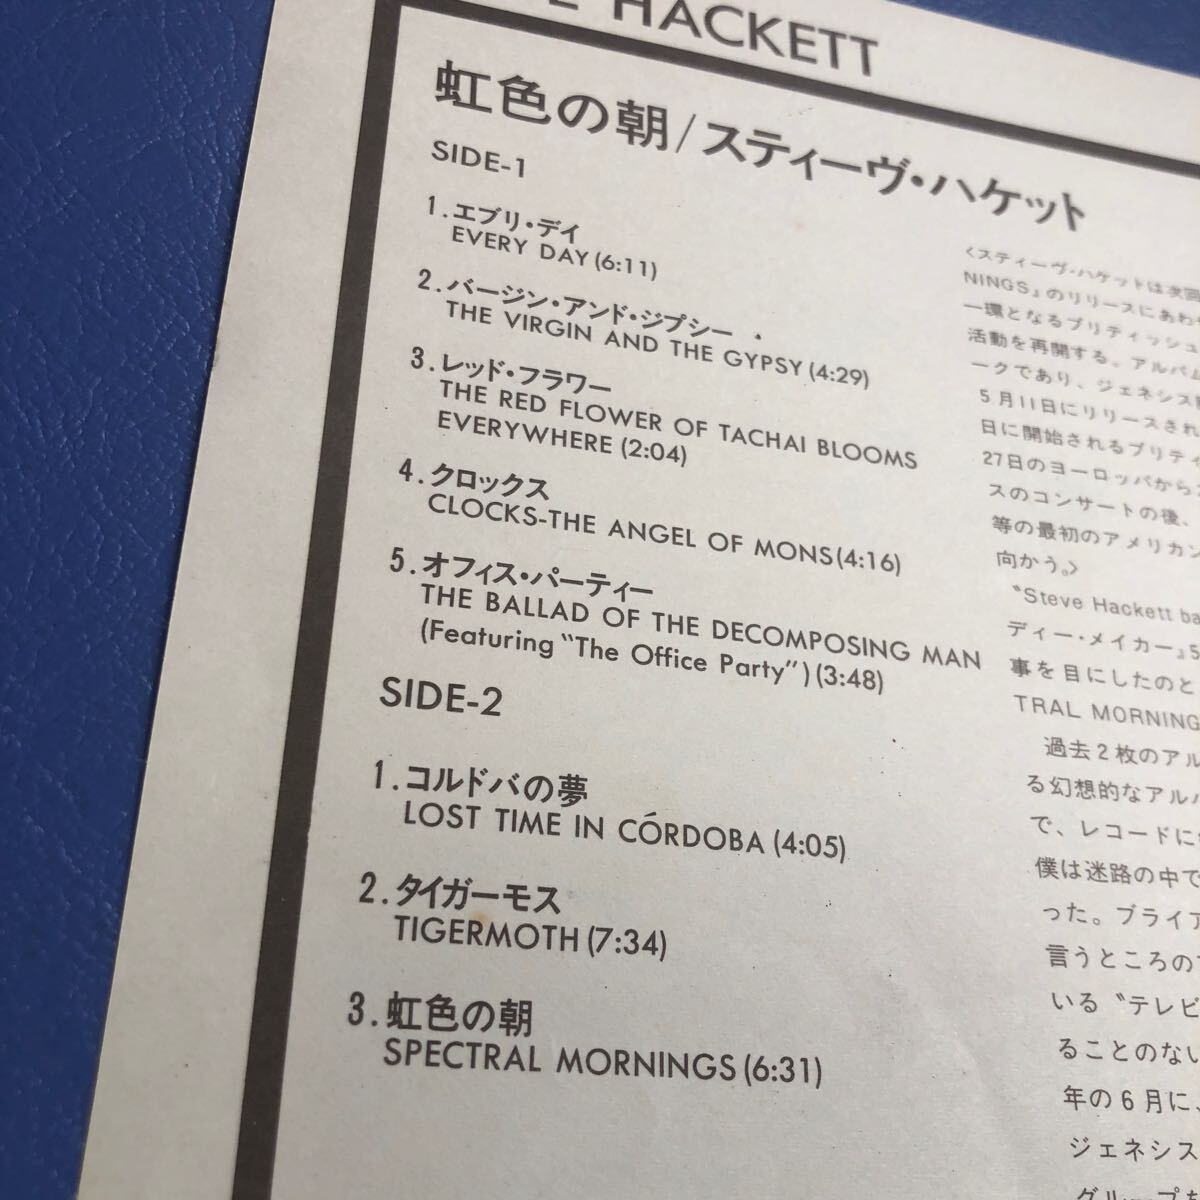 HACKETT
虹色の朝/スティーヴ・ハケット
SIDE-1
1.エブリ・デイ
EVERY DAY (6:11)
2.バージン・アンド・ジプシー
THE VIRGIN AND THE GYPSY (4:29)
3.レッド・フラワー
THE RED FLOWER OF TACHAI BLOOMS
EVERYWHERE (2:04)
4.クロックス
CLOCKS-THE ANGEL OF MONS (4:16)
5.オフィス・パーティー
THE BALLAD OF THE DECOMPOSING MAN
(Featuring "The Office Party") (3:48)
SIDE-2
1.コルドバの夢
LOST TIME IN CÓRDOBA (4:05)
2.タイガーモス
TIGERMOTH (7:34)
3.虹色の朝
SPECTRAL MORNINGS (6:31)
〈スティーヴ・ハケットは次回
NINGS』のリリースにあわ
一環となるブリティッシュ
活動を再開する。アルバム
ークであり、ジェネシス
5月11日にリリースされ
日に開始されるブリティ
27日のヨーロッパから
スのコンサートの後、
等の最初のアメリカン
向かう。〉
"Steve Hackett ba
ディー・メイカー』5
事を目にしたのと
TRAL MORNING
過去2枚のアル
る幻想的なアルバ
で、レコードに
僕は迷路の中で
った。ブライア
言うところの
いる〝テレビ
ることのない
年の6月に、
ジェネシス
グループ